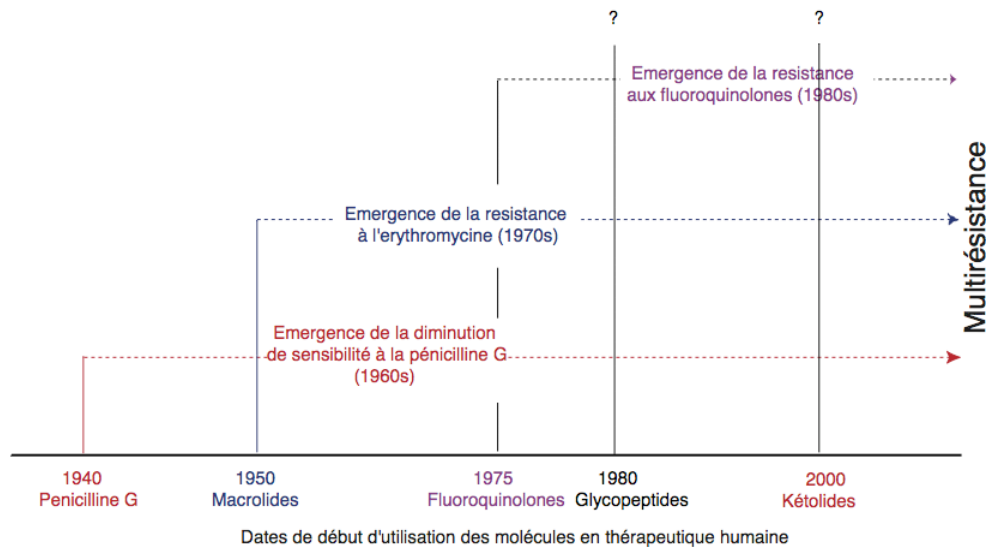 ?
?
Emergence de la resistance
aux fluoroquinolones (1980s)
Emergence de la resistance
à l'erythromycine (1970s)
Emergence de la diminution
de sensibilité à la pénicilline G
(1960s)
Multirésistance
1940
Penicilline G
1950
Macrolides
1975
Fluoroquinolones
1980
Glycopeptides
2000
Kétolides
Dates de début d'utilisation des molécules en thérapeutique humaine